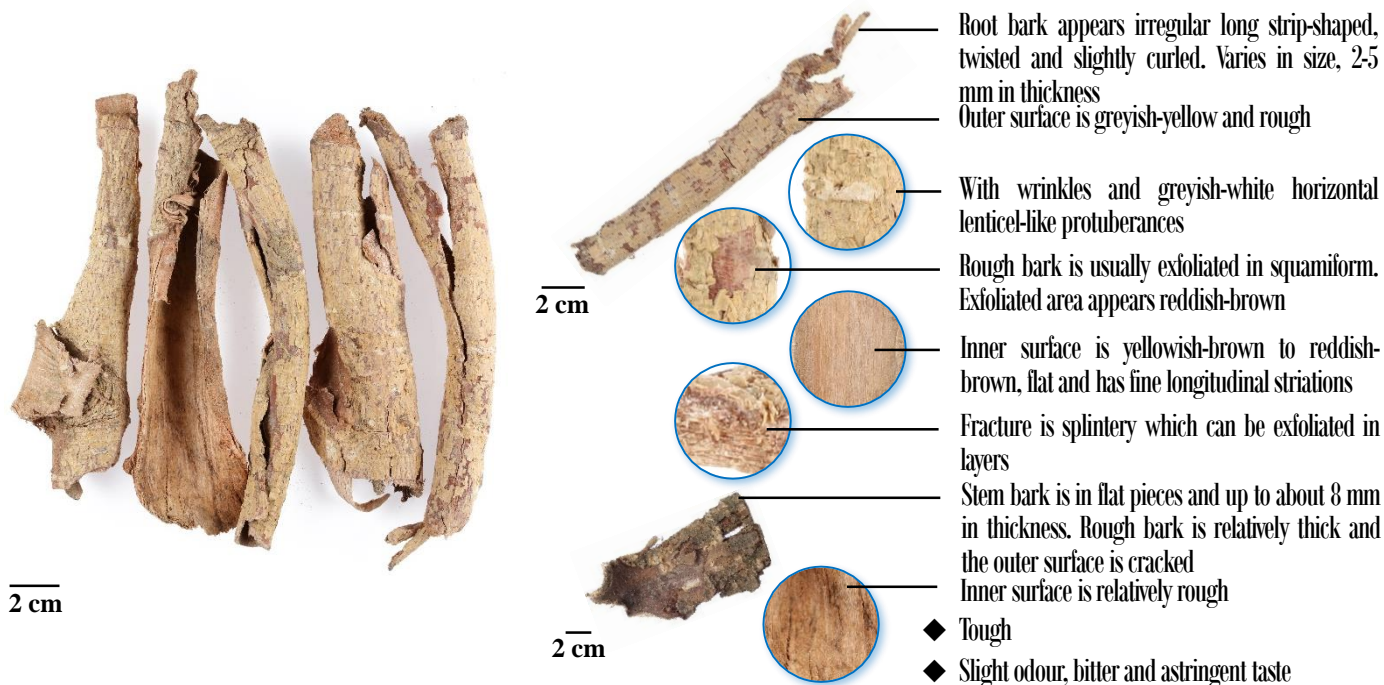 Root bark appears irregular long strip-shaped,
twisted and slightly curled. Varies in size, 2-5
mm in thickness
Outer surface is greyish-yellow and rough
With wrinkles and greyish-white horizontal
lenticel-like protuberances
Rough bark is usually exfoliated in squamiform.
Exfoliated area appears reddish-brown
2 cm
Inner surface is yellowish-brown to reddish-
brown, flat and has fine longitudinal striations
Fracture is splintery which can be exfoliated in
layers
Stem bark is in flat pieces and up to about 8 mm
in thickness. Rough bark is relatively thick and
the outer surface is cracked
Inner surface is relatively rough
2 cm
2 cm
◆ Tough
◆ Slight odour, bitter and astringent taste